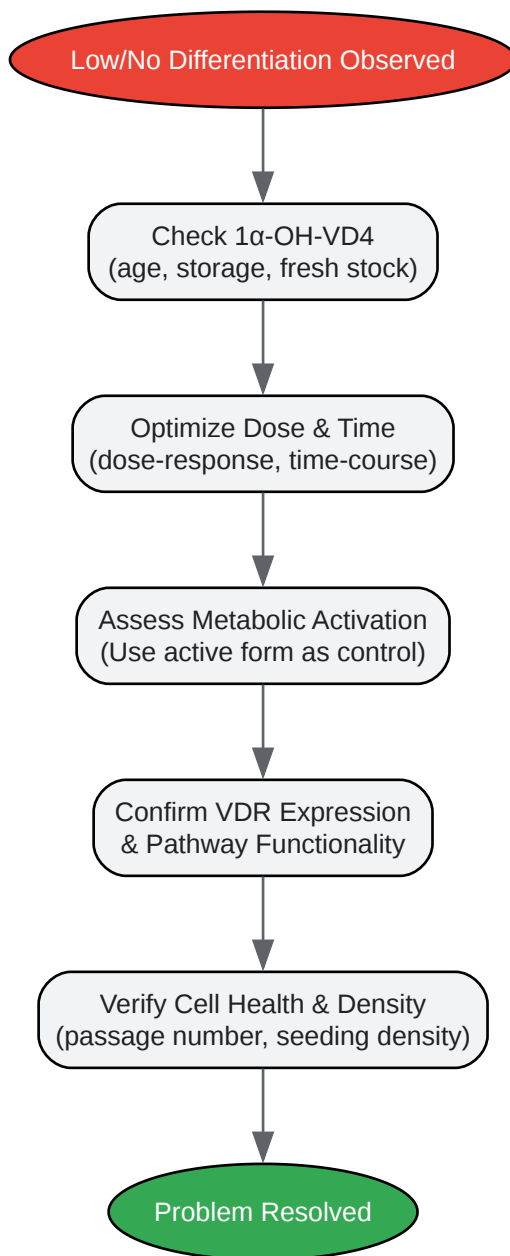 Low/No Differentiation Observed
Check 1α-OH-VD4
(age, storage, fresh stock)
Optimize Dose & Time
(dose-response, time-course)
Assess Metabolic Activation
(Use active form as control)
Confirm VDR Expression
& Pathway Functionality
Verify Cell Health & Density
(passage number, seeding density)
Problem Resolved